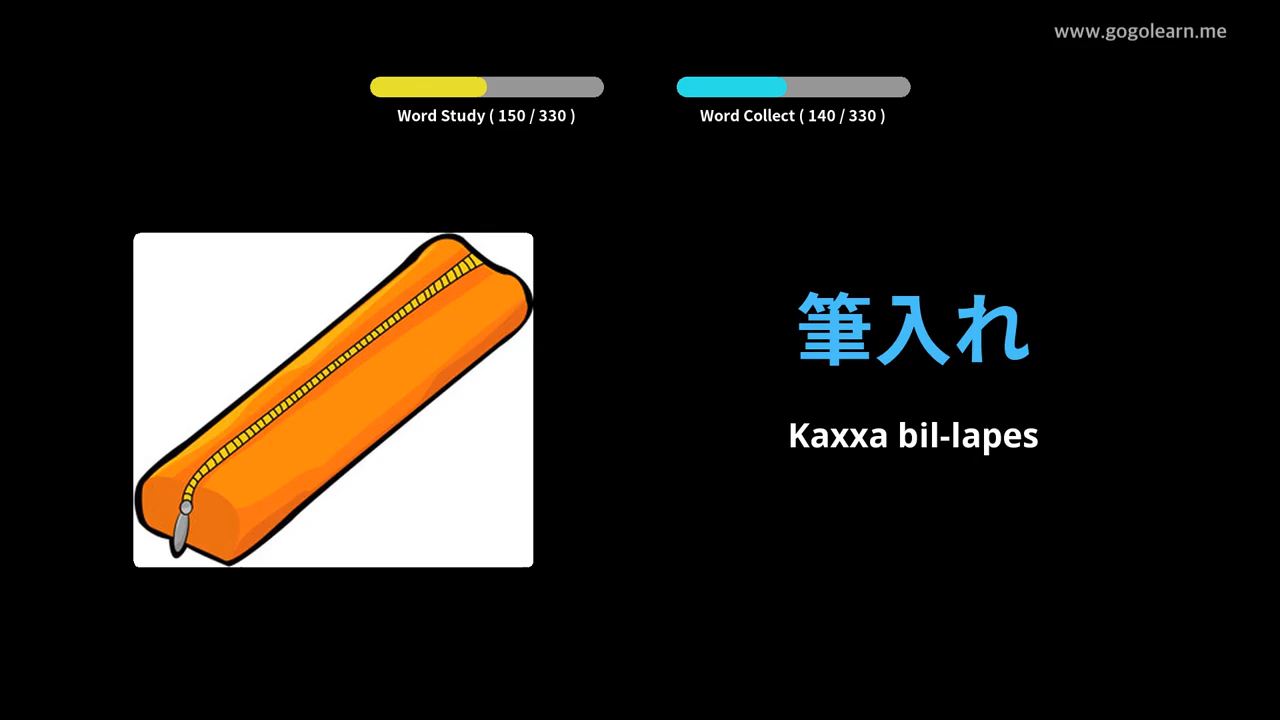 www.gogolearn.me
Word Study ( 150 / 330 )
Word Collect ( 140 / 330 )
筆入れ
Kaxxa bil-lapes